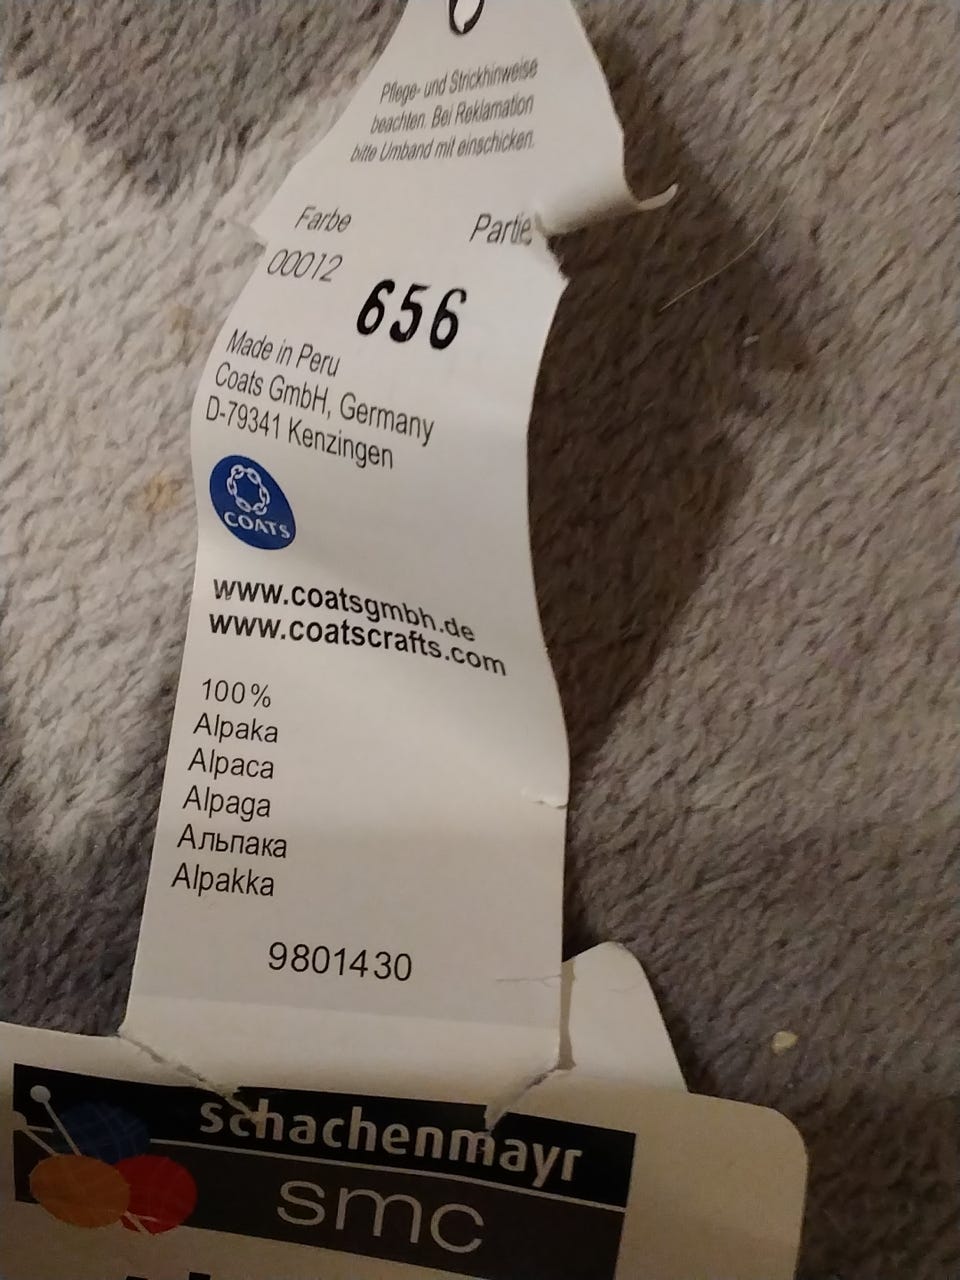 Pflege- und Strickhinweise
beachten. Bei Reklamation
bitte Umband mit einschicken.
Farbe Partie
00012
656
Made in Peru
Coats GmbH, Germany
D-79341 Kenzingen
COATS
www.coatsgmbh.de
www.coatscrafts.com
100%
Alpaka
Alpaca
Alpaga
Альпака
Alpakka
9801430
schachenmayr
smc